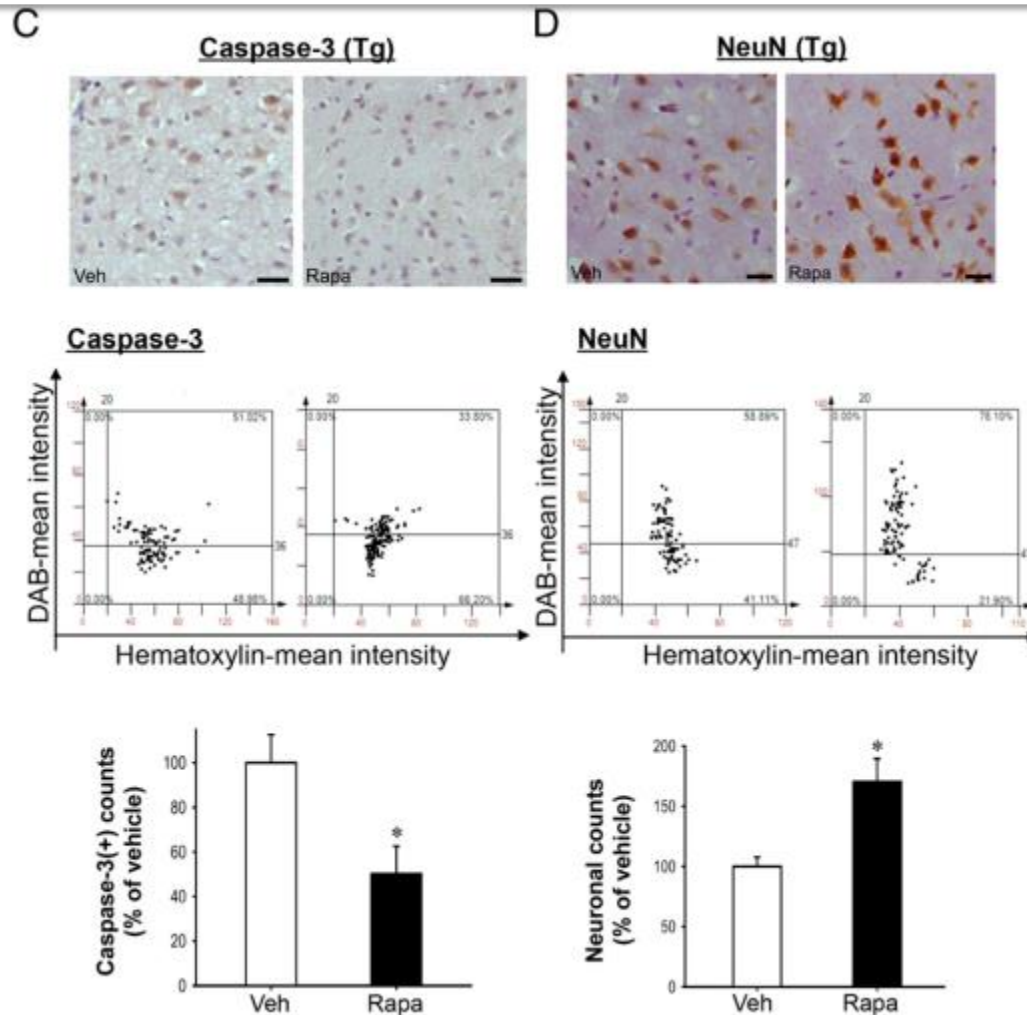 C
Caspase-3 (Tg)
Veh
Rapa
D
NeuN (Tg)
Veh
Rapa
Caspase-3
DAB-mean intensity
20
0.00%
51.02%
36
0.00%
48.98%
0
40
80
120
160
20
0.00%
33.80%
36
0.00%
66.20%
0
40
80
120
Hematoxylin-mean intensity
NeuN
DAB-mean intensity
20
0.00%
58.89%
47
0.00%
41.11%
0
40
80
120
20
0.00%
78.10%
0.00%
21.90%
0
40
80
110
Hematoxylin-mean intensity
Caspase-3(+) counts
(% of vehicle)
100
80
60
40
20
0
*
Veh
Rapa
Neuronal counts
(% of vehicle)
200
150
100
50
0
*
Veh
Rapa